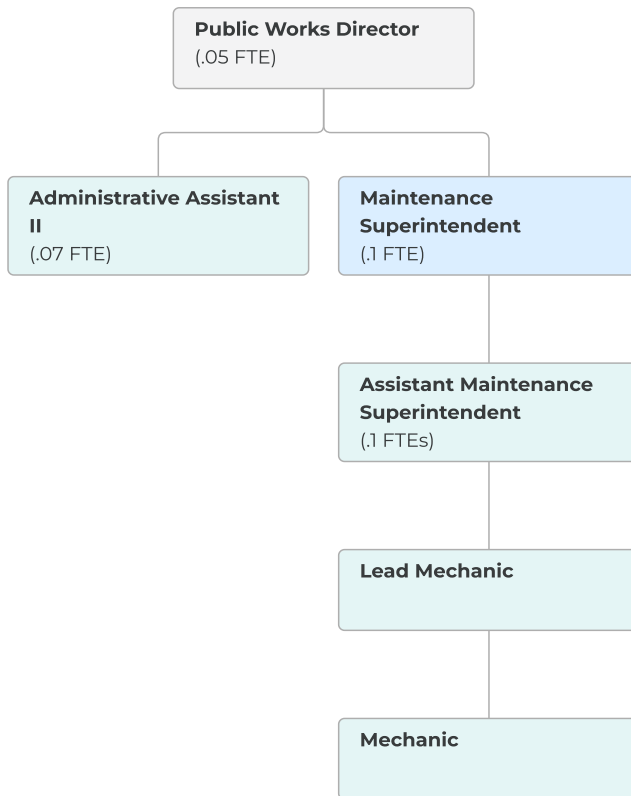 Public Works Director
(.05 FTE)
Administrative Assistant
II
(.07 FTE)
Maintenance
Superintendent
(.1 FTE)
Assistant Maintenance
Superintendent
(.1 FTEs)
Lead Mechanic
Mechanic